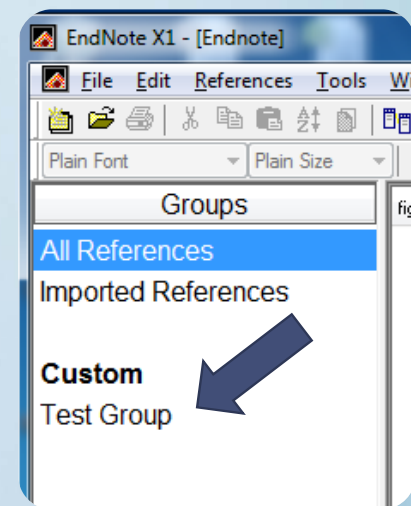 EndNote X1 - [Endnote]
File Edit References Tools
Plain Font Plain Size
Groups
All References
Imported References
Custom
Test Group